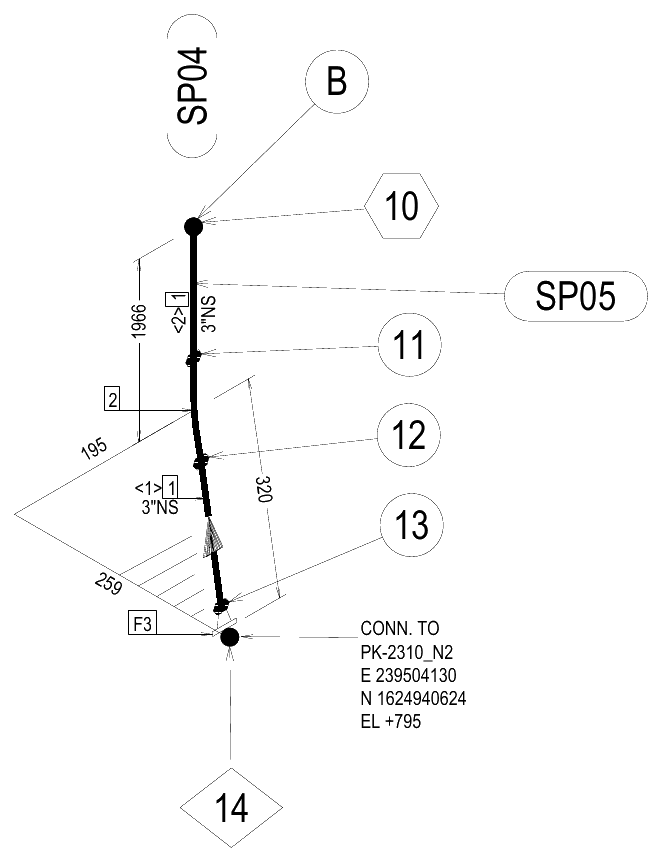 SP04
B
10
SP05
1966
<2> 1
3"NS
11
2
12
195
320
<1> 1
3"NS
13
259
F3
CONN. TO
PK-2310_N2
E 239504130
N 1624940624
EL +795
14